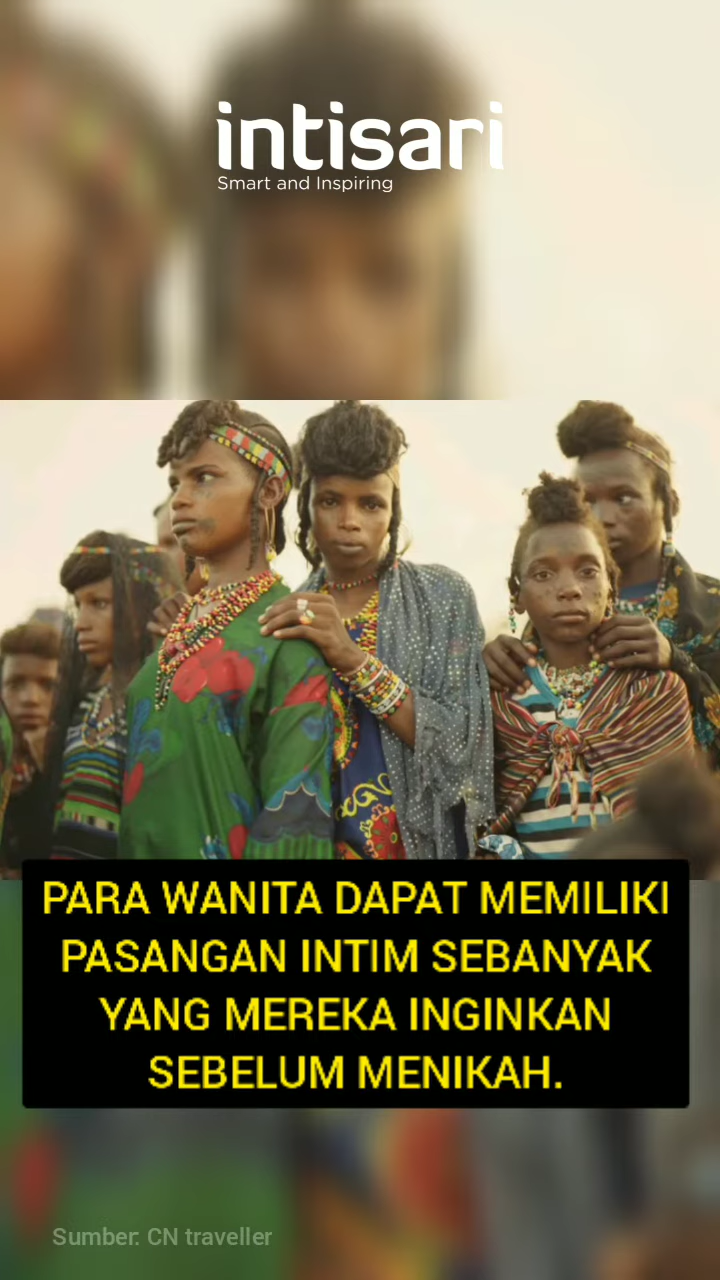 intisari
Smart and Inspiring
PARA WANITA DAPAT MEMILIKI
PASANGAN INTIM SEBANYAK
YANG MEREKA INGINKAN
SEBELUM MENIKAH.
Sumber: CN traveller